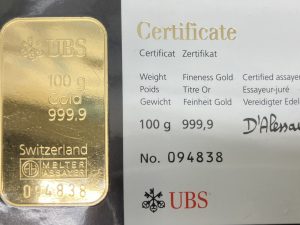 UBS
100 g
Gold
999,9
Switzerland
MELTER
ASSAYER
094838
Certificate
Certificat Zertifikat
Weight Fineness Gold Certified assayer
Poids Titre Or Essayeur-juré
Gewicht Feinheit Gold Vereidigter
100 g 999,9
No. 094838
UBS